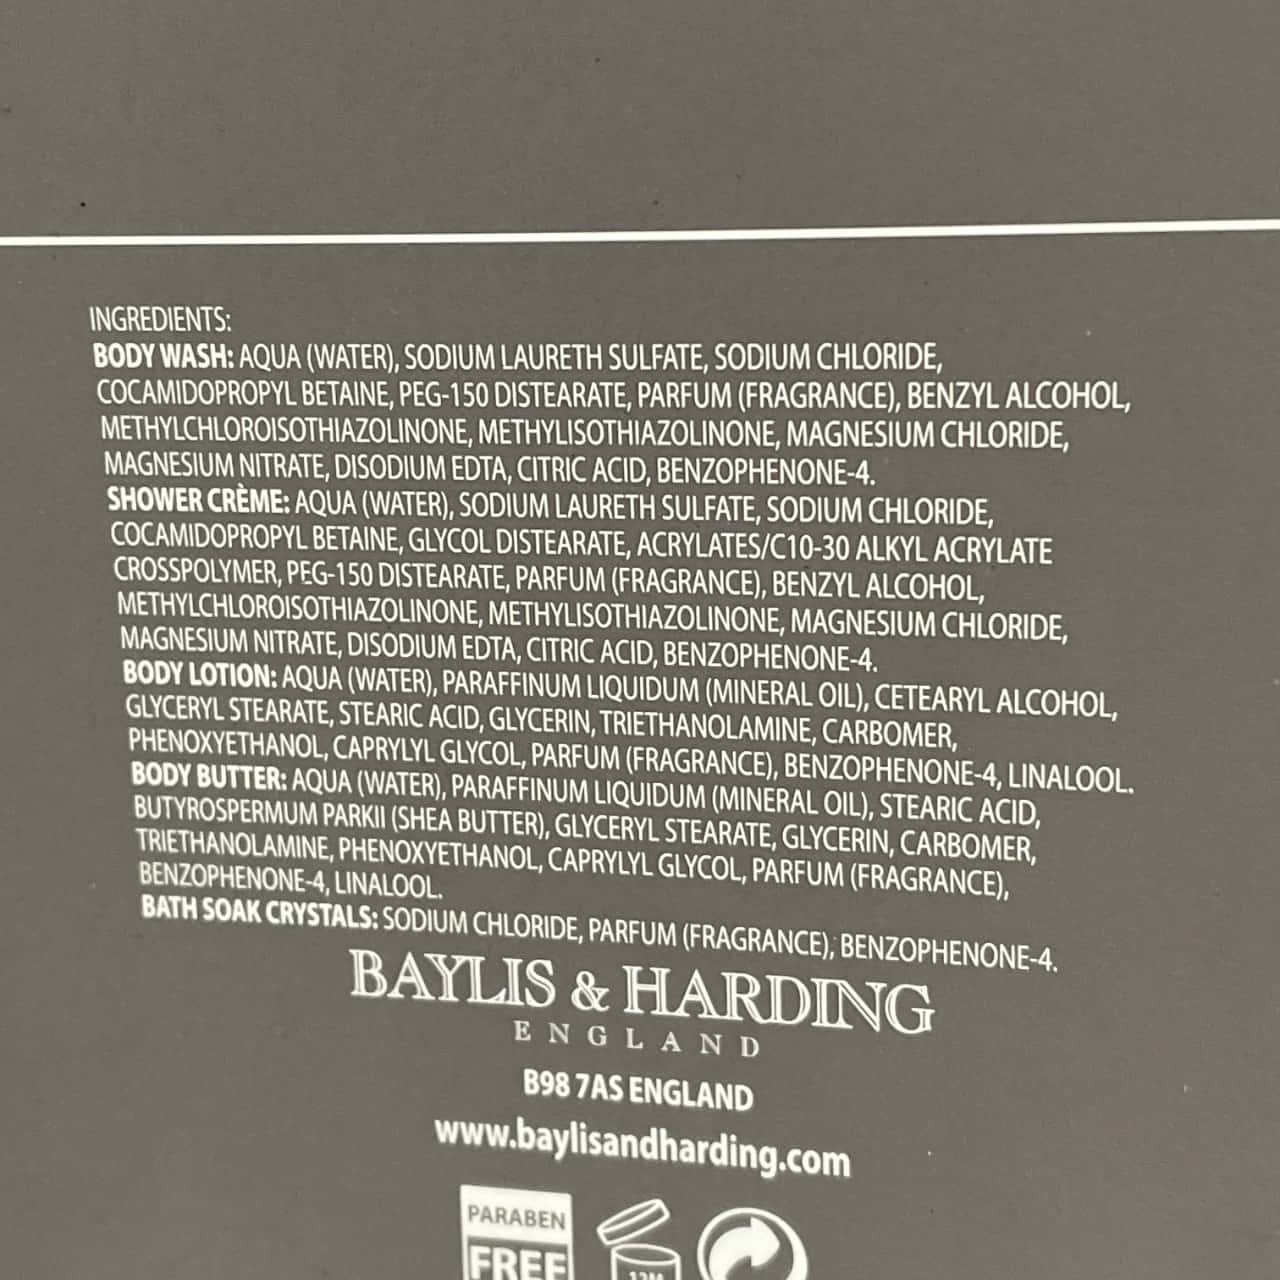 INGREDIENTS:
BODY WASH: AQUA (WATER), SODIUM LAURETH SULFATE, SODIUM CHLORIDE,
COCAMIDOPROPYL BETAINE, PEG-150 DISTEARATE, PARFUM (FRAGRANCE), BENZYL ALCOHOL,
METHYLCHLOROISOTHIAZOLINONE, METHYLISOTHIAZOLINONE, MAGNESIUM CHLORIDE,
MAGNESIUM NITRATE, DISODIUM EDTA, CITRIC ACID, BENZOPHENONE-4.
SHOWER CRÈME: AQUA (WATER), SODIUM LAURETH SULFATE, SODIUM CHLORIDE,
COCAMIDOPROPYL BETAINE, GLYCOL DISTEARATE, ACRYLATES/C10-30 ALKYL ACRYLATE
CROSSPOLYMER, PEG-150 DISTEARATE, PARFUM (FRAGRANCE), BENZYL ALCOHOL,
METHYLCHLOROISOTHIAZOLINONE, METHYLISOTHIAZOLINONE, MAGNESIUM CHLORIDE,
MAGNESIUM NITRATE, DISODIUM EDTA, CITRIC ACID, BENZOPHENONE-4.
BODY LOTION: AQUA (WATER), PARAFFINUM LIQUIDUM (MINERAL OIL), CETEARYL ALCOHOL,
GLYCERYL STEARATE, STEARIC ACID, GLYCERIN, TRIETHANOLAMINE, CARBOMER,
PHENOXYETHANOL, CAPRYLYL GLYCOL, PARFUM (FRAGRANCE), BENZOPHENONE-4, LINALOOL.
BODY BUTTER: AQUA (WATER), PARAFFINUM LIQUIDUM (MINERAL OIL), STEARIC ACID,
BUTYROSPERMUM PARKII (SHEA BUTTER), GLYCERYL STEARATE, GLYCERIN, CARBOMER,
TRIETHANOLAMINE, PHENOXYETHANOL, CAPRYLYL GLYCOL, PARFUM (FRAGRANCE),
BENZOPHENONE-4, LINALOOL.
BATH SOAK CRYSTALS: SODIUM CHLORIDE, PARFUM (FRAGRANCE), BENZOPHENONE-4.
BAYLIS & HARDING
ENGLAND
B98 7AS ENGLAND
www.baylisandharding.com
PARABEN
FREE
12M